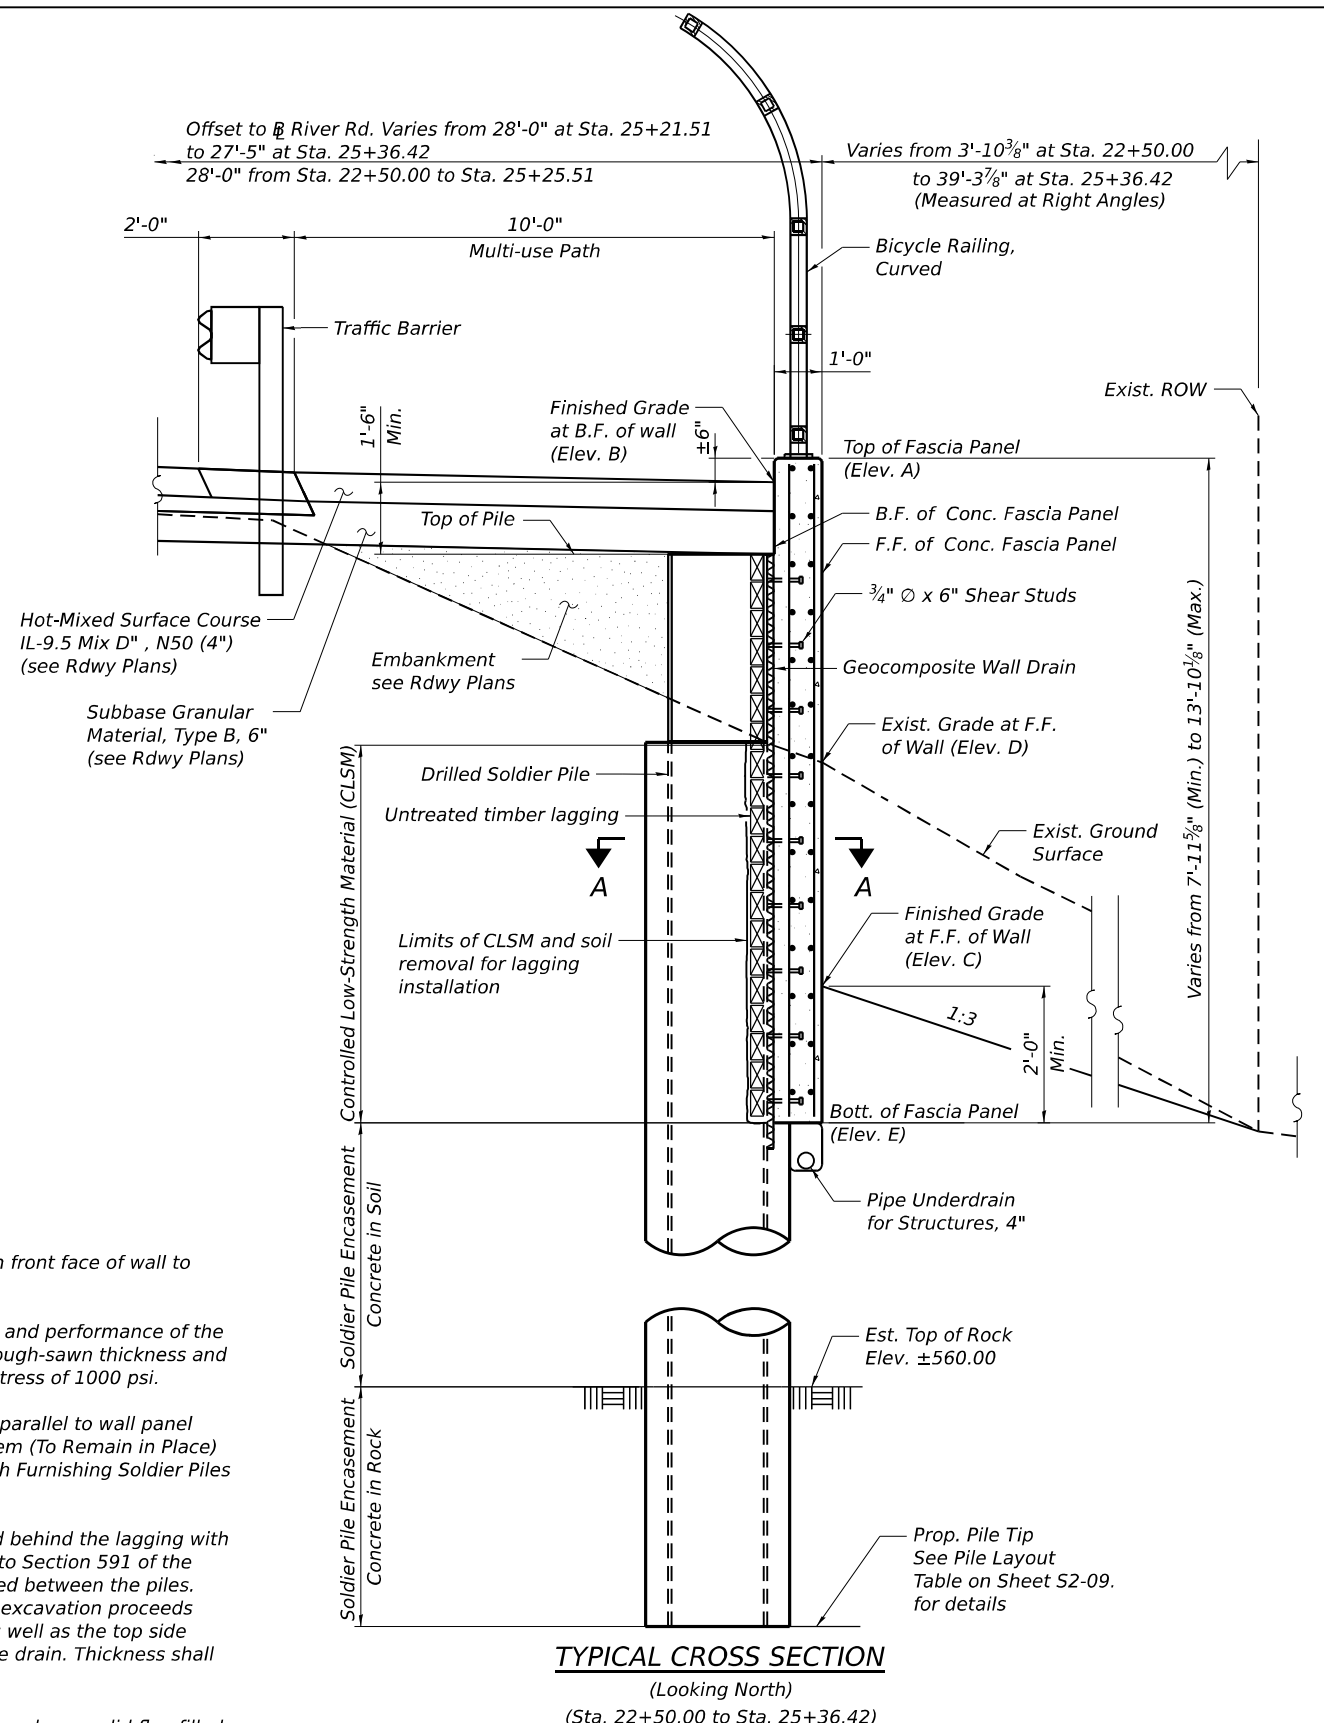 Offset to B L River Rd. Varies from 28'-0" at Sta. 25+21.51
to 27'-5" at Sta. 25+36.42
28'-0" from Sta. 22+50.00 to Sta. 25+25.51
Varies from 3'-10⅜" at Sta. 22+50.00
to 39'-3⅞" at Sta. 25+36.42
(Measured at Right Angles)
2'-0"
10'-0"
Multi-use Path
Bicycle Railing,
Curved
Traffic Barrier
1'-0"
Exist. ROW
1'-6"
Min.
Finished Grade
at B.F. of wall
(Elev. B)
±6"
Top of Fascia Panel
(Elev. A)
Top of Pile
B.F. of Conc. Fascia Panel
F.F. of Conc. Fascia Panel
¾" Ø x 6" Shear Studs
Hot-Mixed Surface Course
IL-9.5 Mix D" , N50 (4")
(see Rdwy Plans)
Embankment
see Rdwy Plans
Geocomposite Wall Drain
Subbase Granular
Material, Type B, 6"
(see Rdwy Plans)
Exist. Grade at F.F.
of Wall (Elev. D)
Varies from 7'-11⅝" (Min.) to 13'-10⅛" (Max.)
Controlled Low-Strength Material (CLSM)
Drilled Soldier Pile
Untreated timber lagging
Exist. Ground
Surface
A
A
Limits of CLSM and soil
removal for lagging
installation
Finished Grade
at F.F. of Wall
(Elev. C)
1:3
2'-0"
Min.
Bott. of Fascia Panel
(Elev. E)
Soldier Pile Encasement
Concrete in Soil
Pipe Underdrain
for Structures, 4"
front face of wall to
and performance of the
ough-sawn thickness and
tress of 1000 psi.
Est. Top of Rock
Elev. ±560.00
parallel to wall panel
em (To Remain in Place)
h Furnishing Soldier Piles
Soldier Pile Encasement
Concrete in Rock
d behind the lagging with
to Section 591 of the
ed between the piles.
excavation proceeds
well as the top side
e drain. Thickness shall
Prop. Pile Tip
See Pile Layout
Table on Sheet S2-09.
for details
TYPICAL CROSS SECTION
(Looking North)
(Sta. 22+50.00 to Sta. 25+36.42)